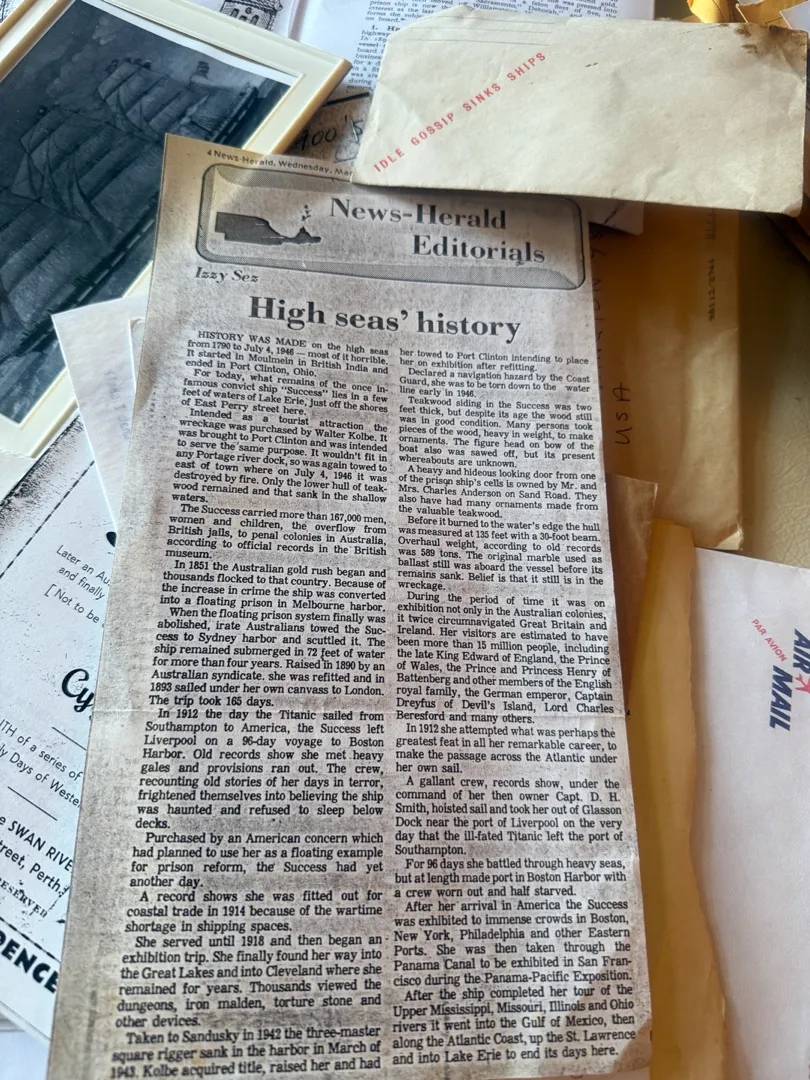 IDLE GOSSIP SINKS SHIPS
4 News-Herald, Wednesday,
News-Herald
Editorials
Izzy Sez
High seas' history
HISTORY WAS MADE on the high seas
from 1790 to July 4, 1946 — most of it horrible.
It started in Moulmein in British India and
ended in Port Clinton, Ohio.
For today, what remains of the once in-
famous convict ship "Success" lies in a few
feet of waters of Lake Erie, just off the shores
of East Perry street here.
Intended as a tourist attraction the
wreckage was purchased by Walter Kolbe. It
was brought to Port Clinton and was intended
to serve the same purpose. It wouldn't fit in
any Portage river dock, so was again towed to
east of town where on July 4, 1946 it was
destroyed by fire. Only the lower hull of teak-
wood remained and that sank in the shallow
waters.
The Success carried more than 167,000 men,
women and children, the overflow from
British jails, to penal colonies in Australia,
according to official records in the British
museum.
In 1851 the Australian gold rush began and
thousands flocked to that country. Because of
the increase in crime the ship was converted
into a floating prison in Melbourne harbor.
When the floating prison system finally was
abolished, irate Australians towed the Suc-
cess to Sydney harbor and scuttled it. The
ship remained submerged in 72 feet of water
for more than four years. Raised in 1890 by an
Australian syndicate. she was refitted and in
1893 sailed under her own canvass to London.
The trip took 165 days.
In 1912 the day the Titanic sailed from
Southampton to America, the Success left
Liverpool on a 96-day voyage to Boston
Harbor. Old records show she met heavy
gales and provisions ran out. The crew,
recounting old stories of her days in terror,
frightened themselves into believing the ship
was haunted and refused to sleep below
decks.
Purchased by an American concern which
had planned to use her as a floating example
for prison reform, the Success had yet
another day.
A record shows she was fitted out for
coastal trade in 1914 because of the wartime
shortage in shipping spaces.
She served until 1918 and then began an
exhibition trip. She finally found her way into
the Great Lakes and into Cleveland where she
remained for years. Thousands viewed the
dungeons, iron malden, torture stone and
other devices.
Taken to Sandusky in 1942 the three-master
square rigger sank in the harbor in March of
1943. Kolbe acquired title, raised her and had
her towed to Port Clinton intending to place
her on exhibition after refitting.
Declared a navigation hazard by the Coast
Guard, she was to be torn down to the water
line early in 1946.
Teakwood siding in the Success was two
feet thick, but despite its age the wood still
was in good condition. Many persons took
pieces of the wood, heavy in weight, to make
ornaments. The figure head on bow of the
boat also was sawed off, but its present
whereabouts are unknown.
A heavy and hideous looking door from one
of the prison ship's cells is owned by Mr. and
Mrs. Charles Anderson on Sand Road. They
also have had many ornaments made from
the valuable teakwood.
Before it burned to the water's edge the hull
was measured at 135 feet with a 30-foot beam.
Overhaul weight, according to old records
was 589 tons. The original marble used as
ballast still was aboard the vessel before its
remains sank. Belief is that it still is in the
wreckage.
During the period of time it was on
exhibition not only in the Australian colonies,
it twice circumnavigated Great Britain and
Ireland. Her visitors are estimated to have
been more than 15 million people, including
the late King Edward of England, the Prince
of Wales, the Prince and Princess Henry of
Battenberg and other members of the English
royal family, the German emperor, Captain
Dreyfus of Devil's Island, Lord Charles
Beresford and many others.
In 1912 she attempted what was perhaps the
greatest feat in all her remarkable career, to
make the passage across the Atlantic under
her own sail.
A gallant crew, records show, under the
command of her then owner Capt. D. H.
Smith, hoisted sail and took her out of Glasson
Dock near the port of Liverpool on the very
day that the ill-fated Titanic left the port of
Southampton.
For 96 days she battled through heavy seas,
but at length made port in Boston Harbor with
a crew worn out and half starved.
After her arrival in America the Success
was exhibited to immense crowds in Boston,
New York, Philadelphia and other Eastern
Ports. She was then taken through the
Panama Canal to be exhibited in San Fran-
cisco during the Panama-Pacific Exposition.
After the ship completed her tour of the
Upper Mississippi, Missouri, Illinois and Ohio
rivers it went into the Gulf of Mexico, then
along the Atlantic Coast, up the St. Lawrence
and into Lake Erie to end its days here.
USA
PAR AVION
AIR MAIL
Later an
and finally
[Not to be
of a series of
Days of
SWAN
Perth,